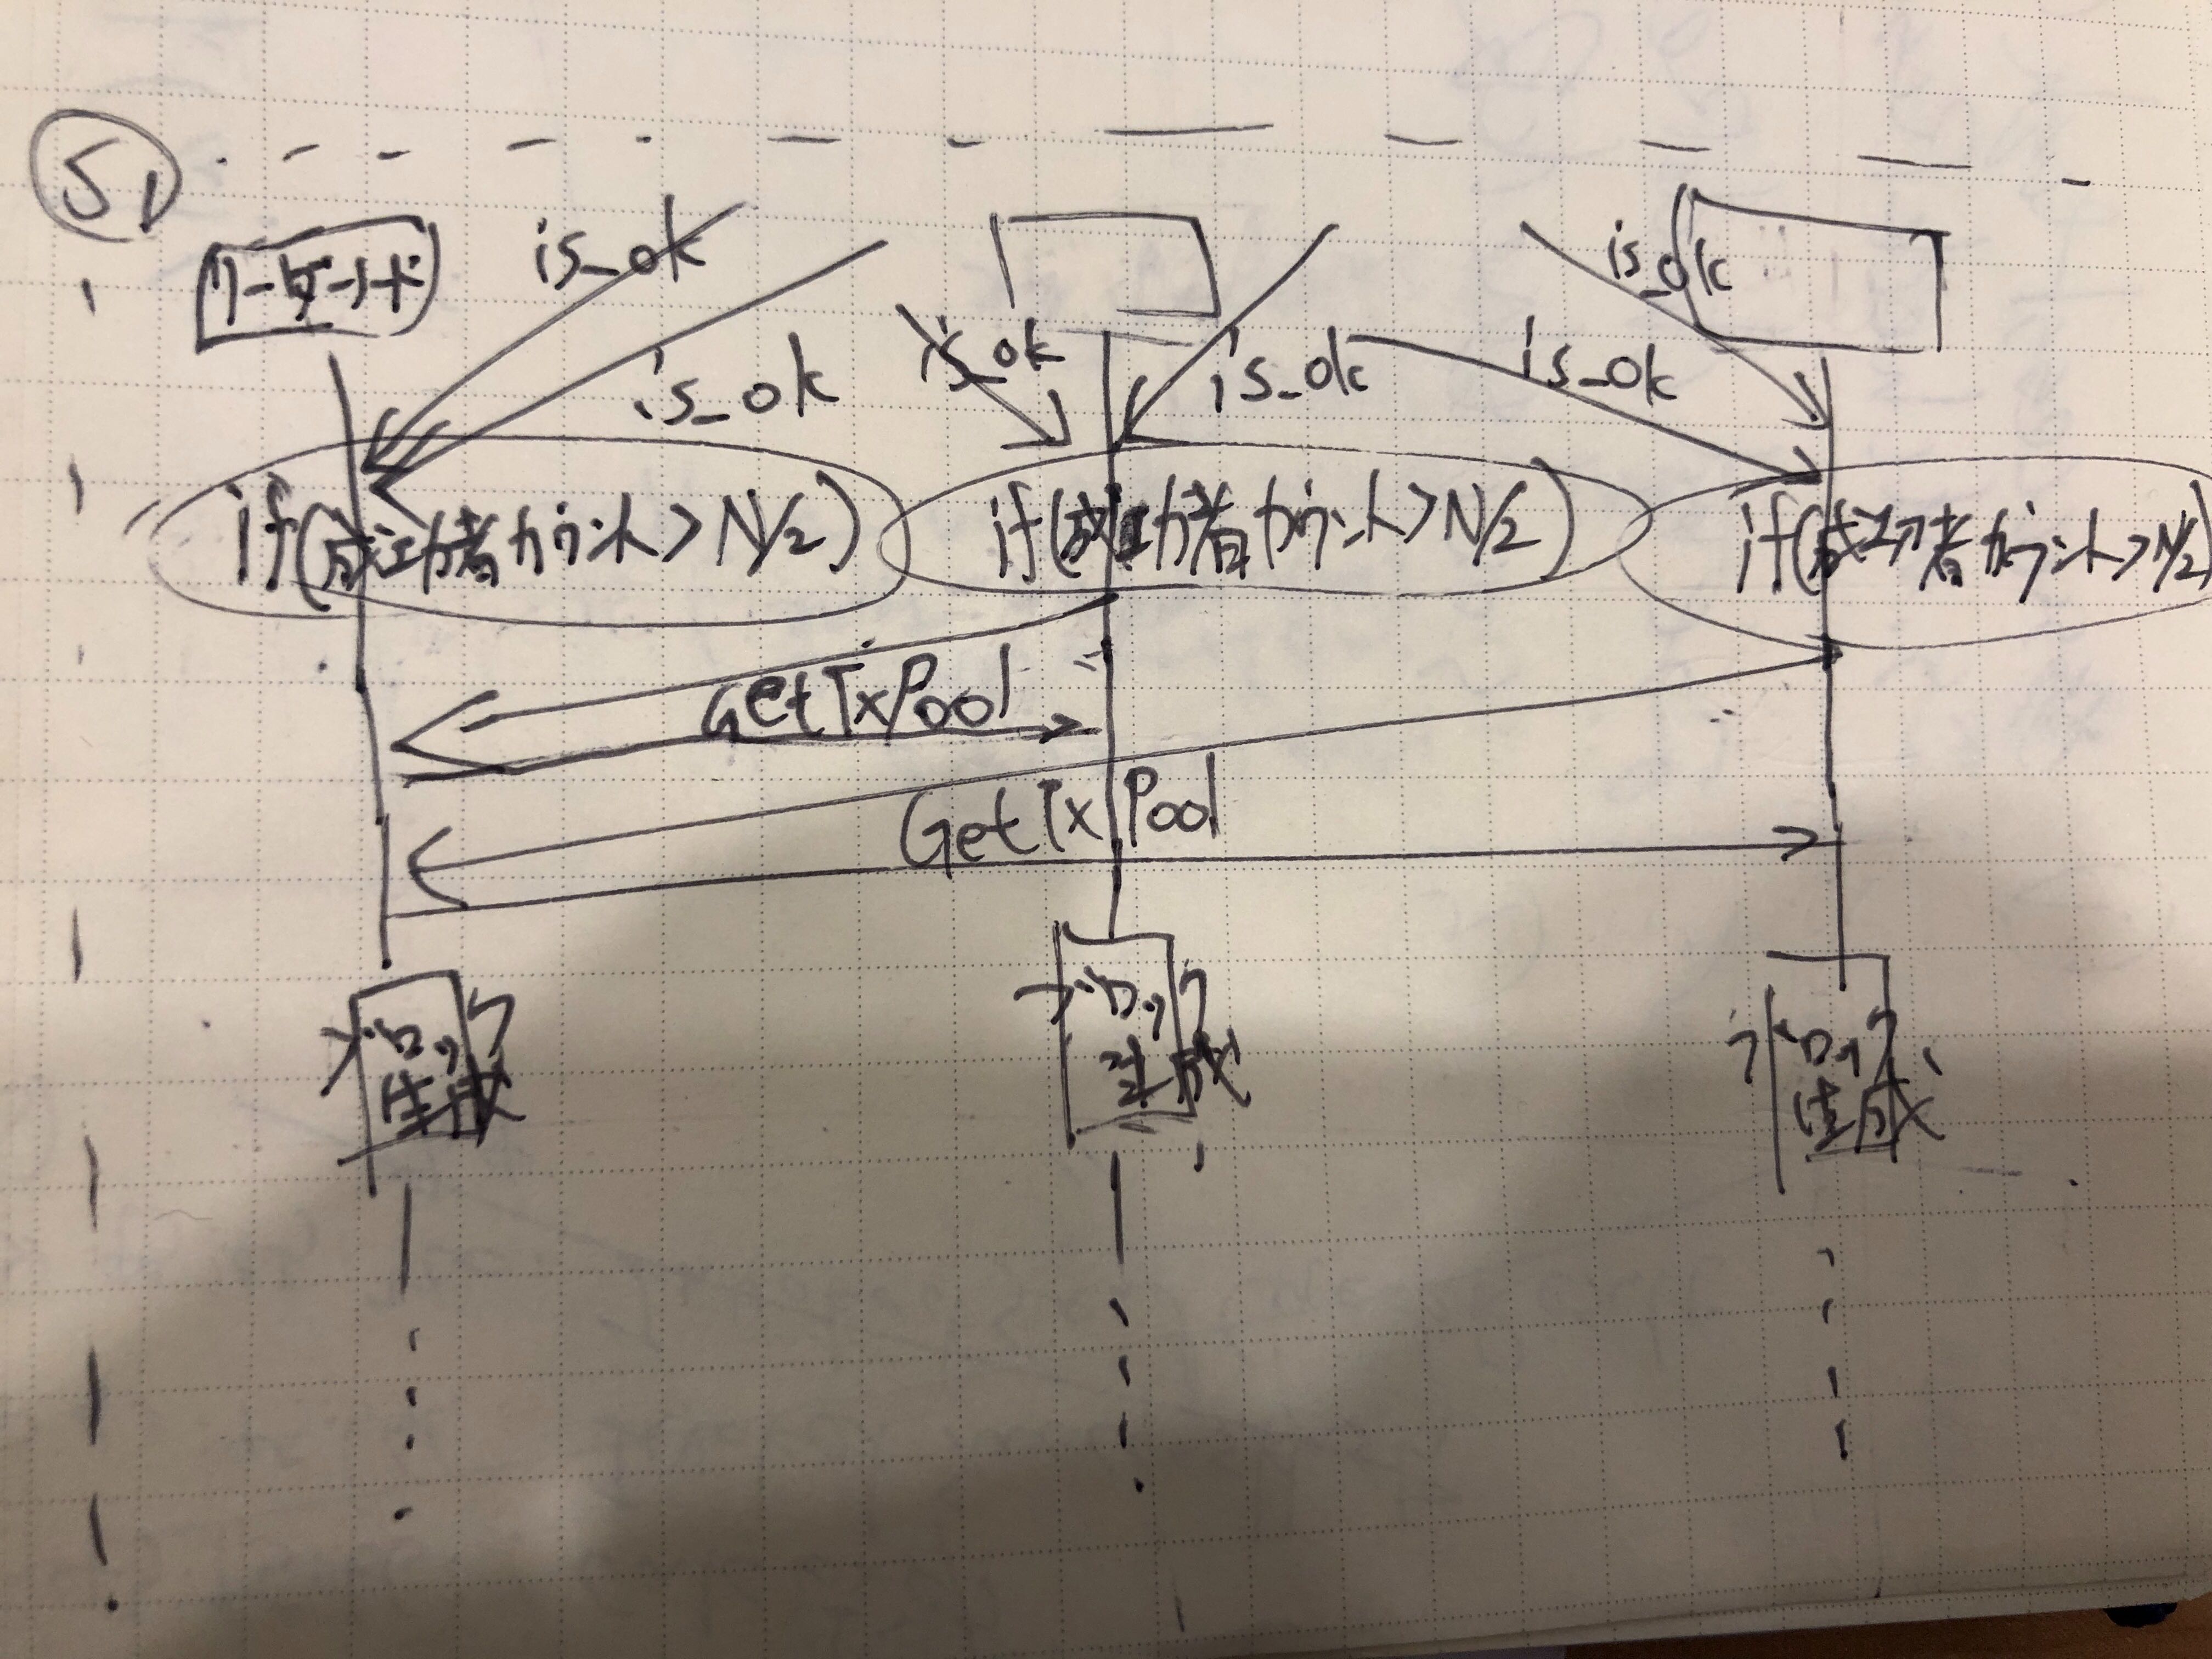 S1
リーダーノード
is_ok
is_ok
is_ok
is_ok
is_ok
is_ok
if(成功者カウント>N/2)
if(成功者カウント>N/2)
if(成功者カウント>N/2)
GetTxPool
GetTxPool
ブロック
生成
ブロック
生成
ブロック
生成